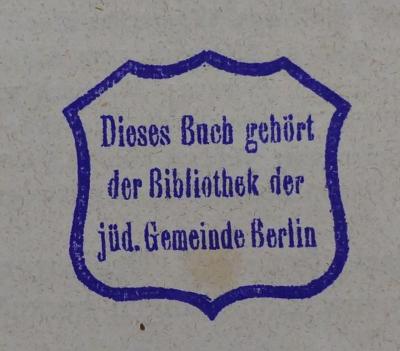 Dieses Buch gehört
der Bibliothek der
jüd. Gemeinde Berlin